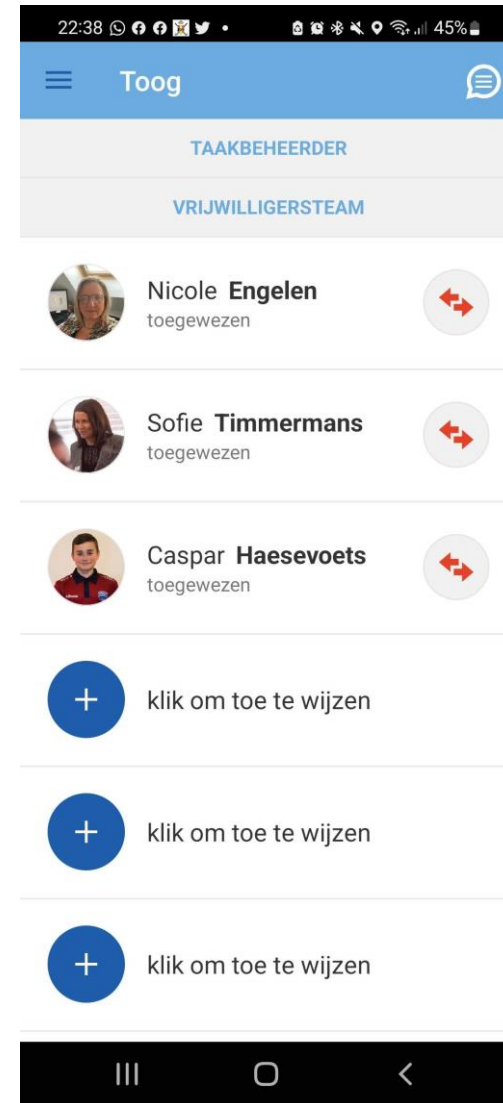 22:38 45%
Toog
TAAKBEHEERDER
VRIJWILLIGERSTEAM
Nicole Engelen
toegewezen
Sofie Timmermans
toegewezen
Caspar Haesevoets
toegewezen
klik om toe te wijzen
klik om toe te wijzen
klik om toe te wijzen